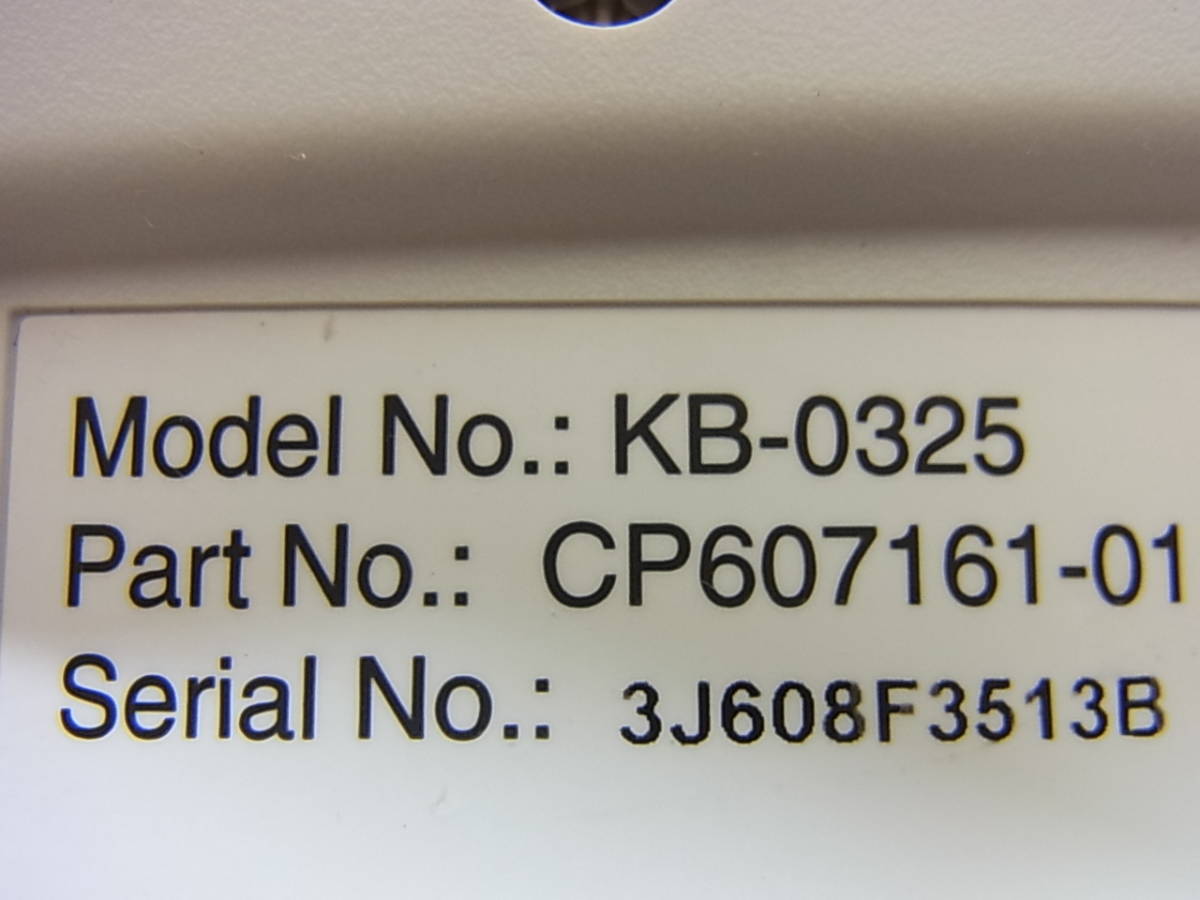 Model No.: KB-0325
Part No.: CP607161-01
Serial No.: 3J608F3513B